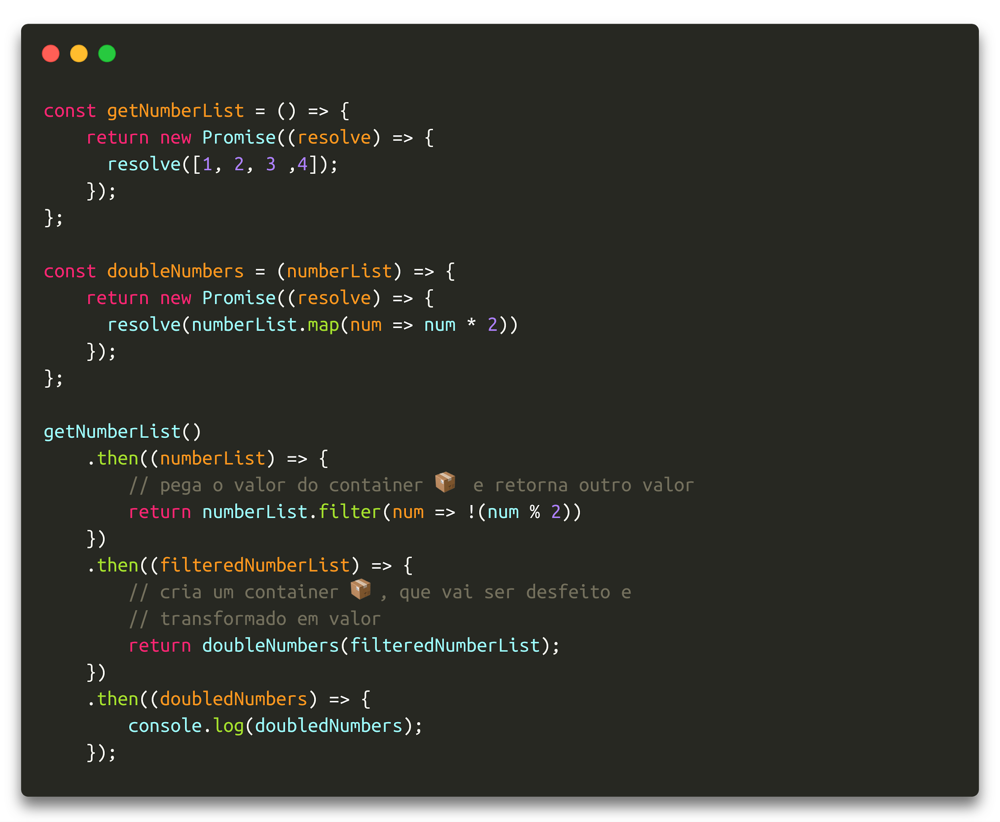 const getNumberList = () => {
    return new Promise((resolve) => {
      resolve([1, 2, 3 ,4]);
    });
};

const doubleNumbers = (numberList) => {
    return new Promise((resolve) => {
      resolve(numberList.map(num => num * 2))
    });
};

getNumberList()
    .then((numberList) => {
        // pega o valor do container 📦 e retorna outro valor
        return numberList.filter(num => !(num % 2))
    })
    .then((filteredNumberList) => {
        // cria um container 📦, que vai ser desfeito e
        // transformado em valor
        return doubleNumbers(filteredNumberList);
    })
    .then((doubledNumbers) => {
        console.log(doubledNumbers);
    });